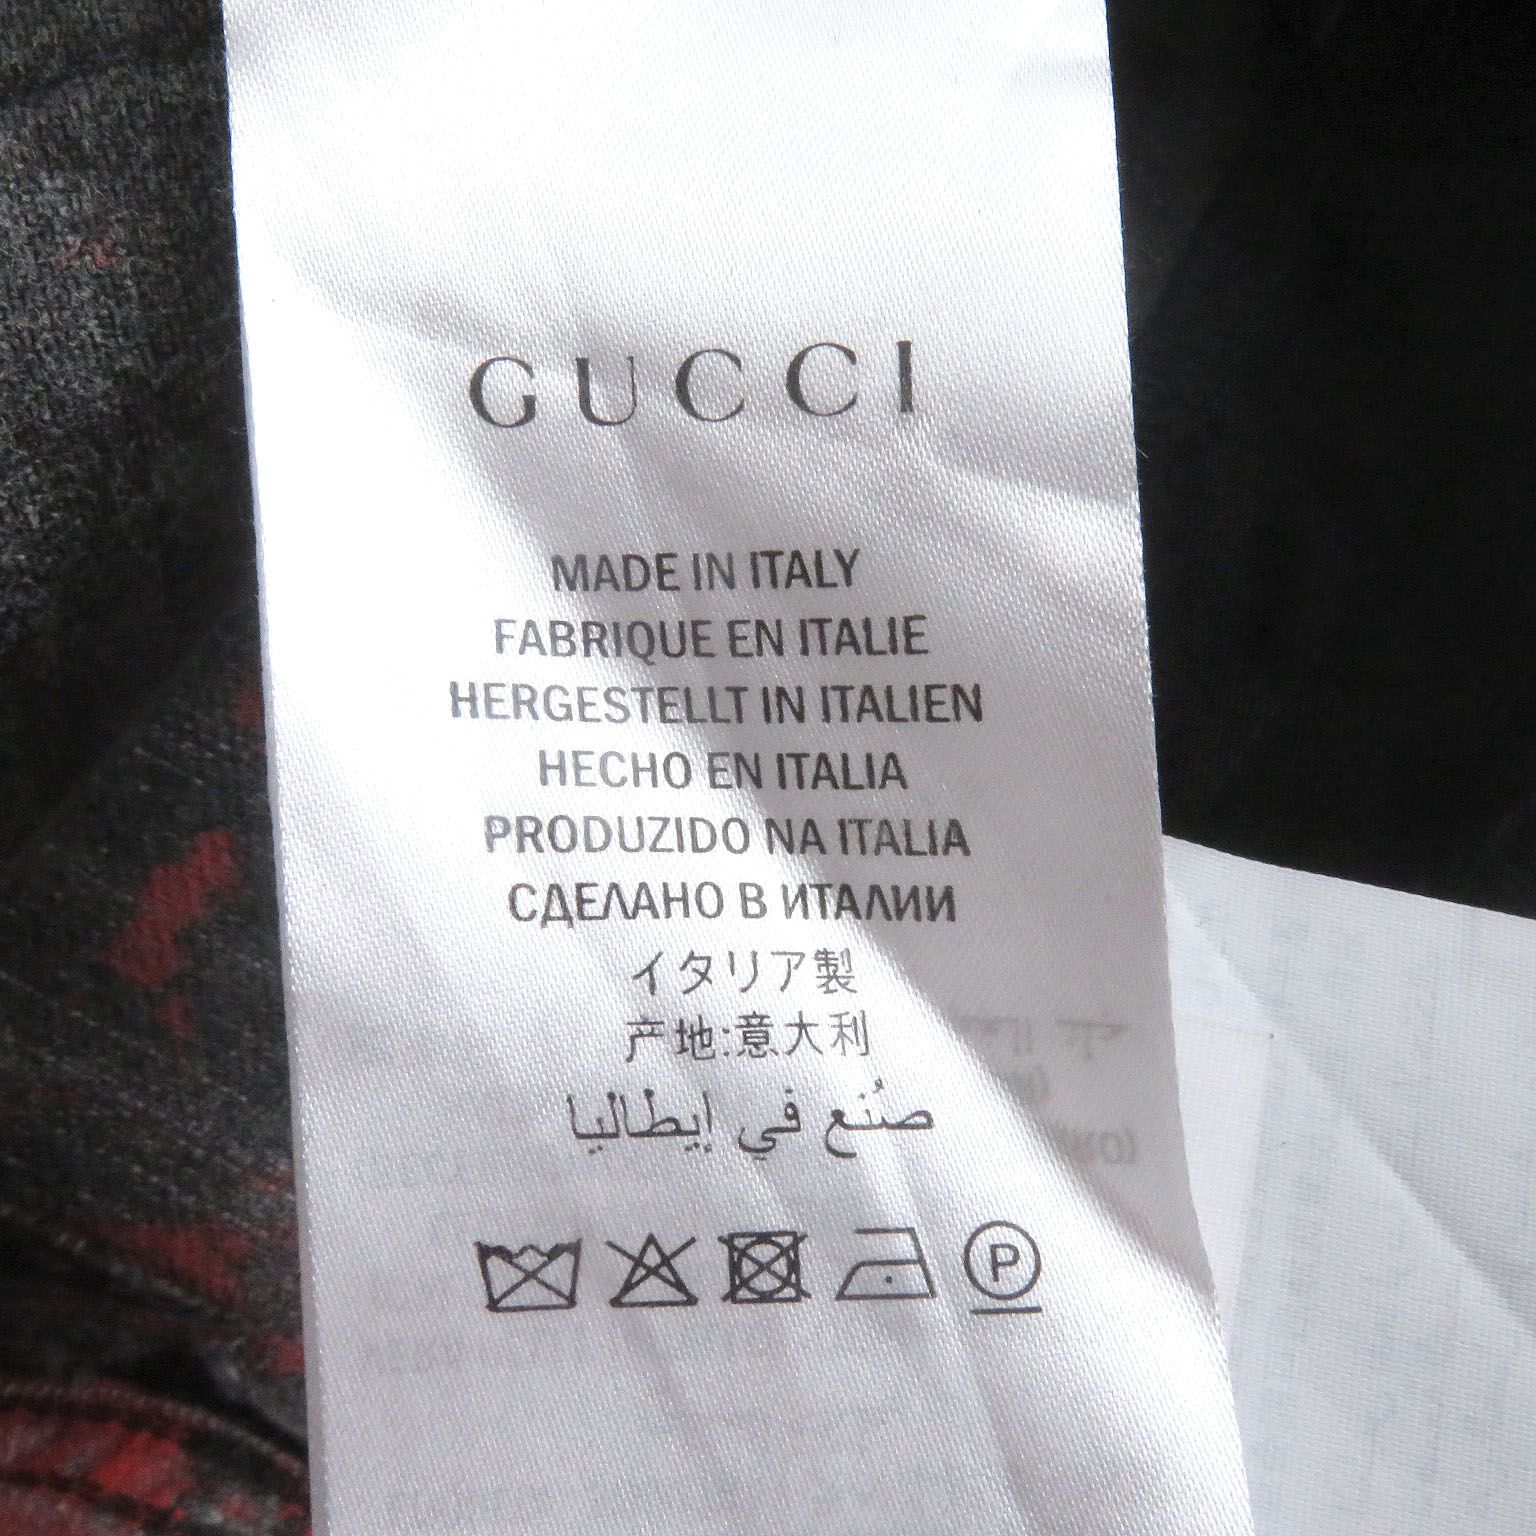 GUCCI
MADE IN ITALY
FABRIQUE EN ITALIE
HERGESTELLT IN ITALIEN
HECHO EN ITALIA
PRODUZIDO NA ITALIA
СДЕЛАНО В ИТАЛИИ
イタリア製
产地:意大利
صُنع في إيطاليا
P